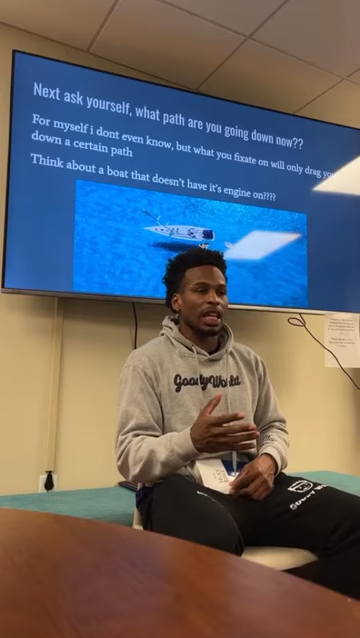 Next ask yourself, what path are you going down now??
For myself i dont even know, but what you fixate on will only drag you
down a certain path
Think about a boat that doesn't have it's engine on????
Goody World